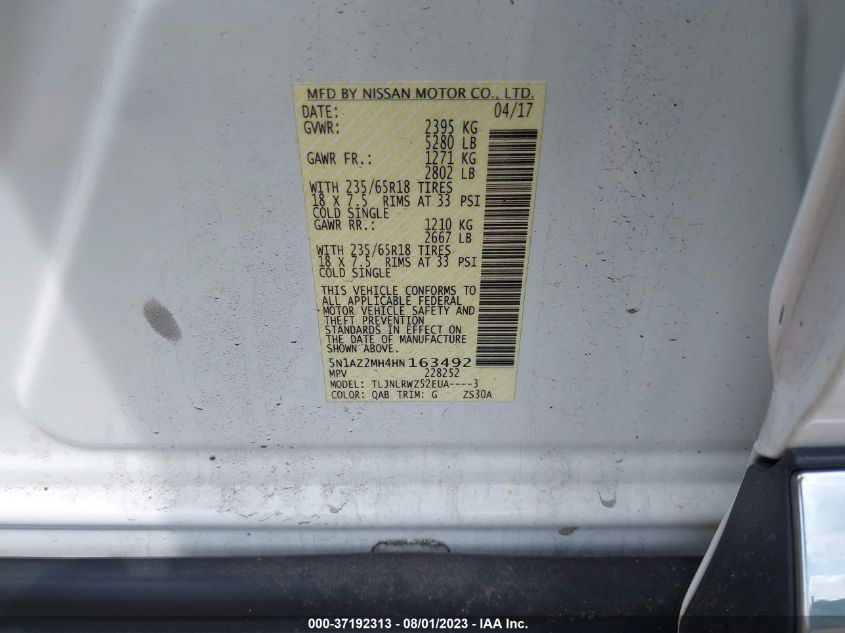 MFD BY NISSAN MOTOR CO., LTD.
DATE: 04/17
GVWR: 2395 KG
5280 LB
GAWR FR.: 1271 KG
2802 LB
WITH 235/65R18 TIRES
18 X 7.5 RIMS AT 33 PSI
COLD SINGLE
GAWR RR.: 1210 KG
2667 LB
WITH 235/65R18 TIRES
18 X 7.5 RIMS AT 33 PSI
COLD SINGLE
THIS VEHICLE CONFORMS TO
ALL APPLICABLE FEDERAL
MOTOR VEHICLE SAFETY AND
THEFT PREVENTION
STANDARDS IN EFFECT ON
THE DATE OF MANUFACTURE
SHOWN ABOVE.
5N1AZ2MH4HN 163492
MPV 228252
MODEL: TLJNLRWZ52EUA----3
COLOR: QAB TRIM: G ZS30A
000-37192313 - 08/01/2023 - IAA Inc.